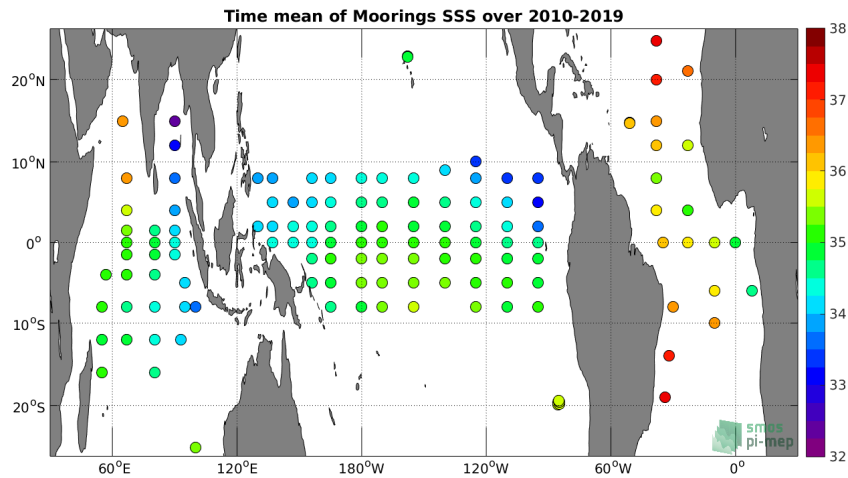 Time mean of Moorings SSS over 2010-2019
20°N
10°N
0°
10°S
20°S
60°E
120°E
180°W
120°W
60°W
0°
38
37
36
35
34
33
32
smos
pi-mep